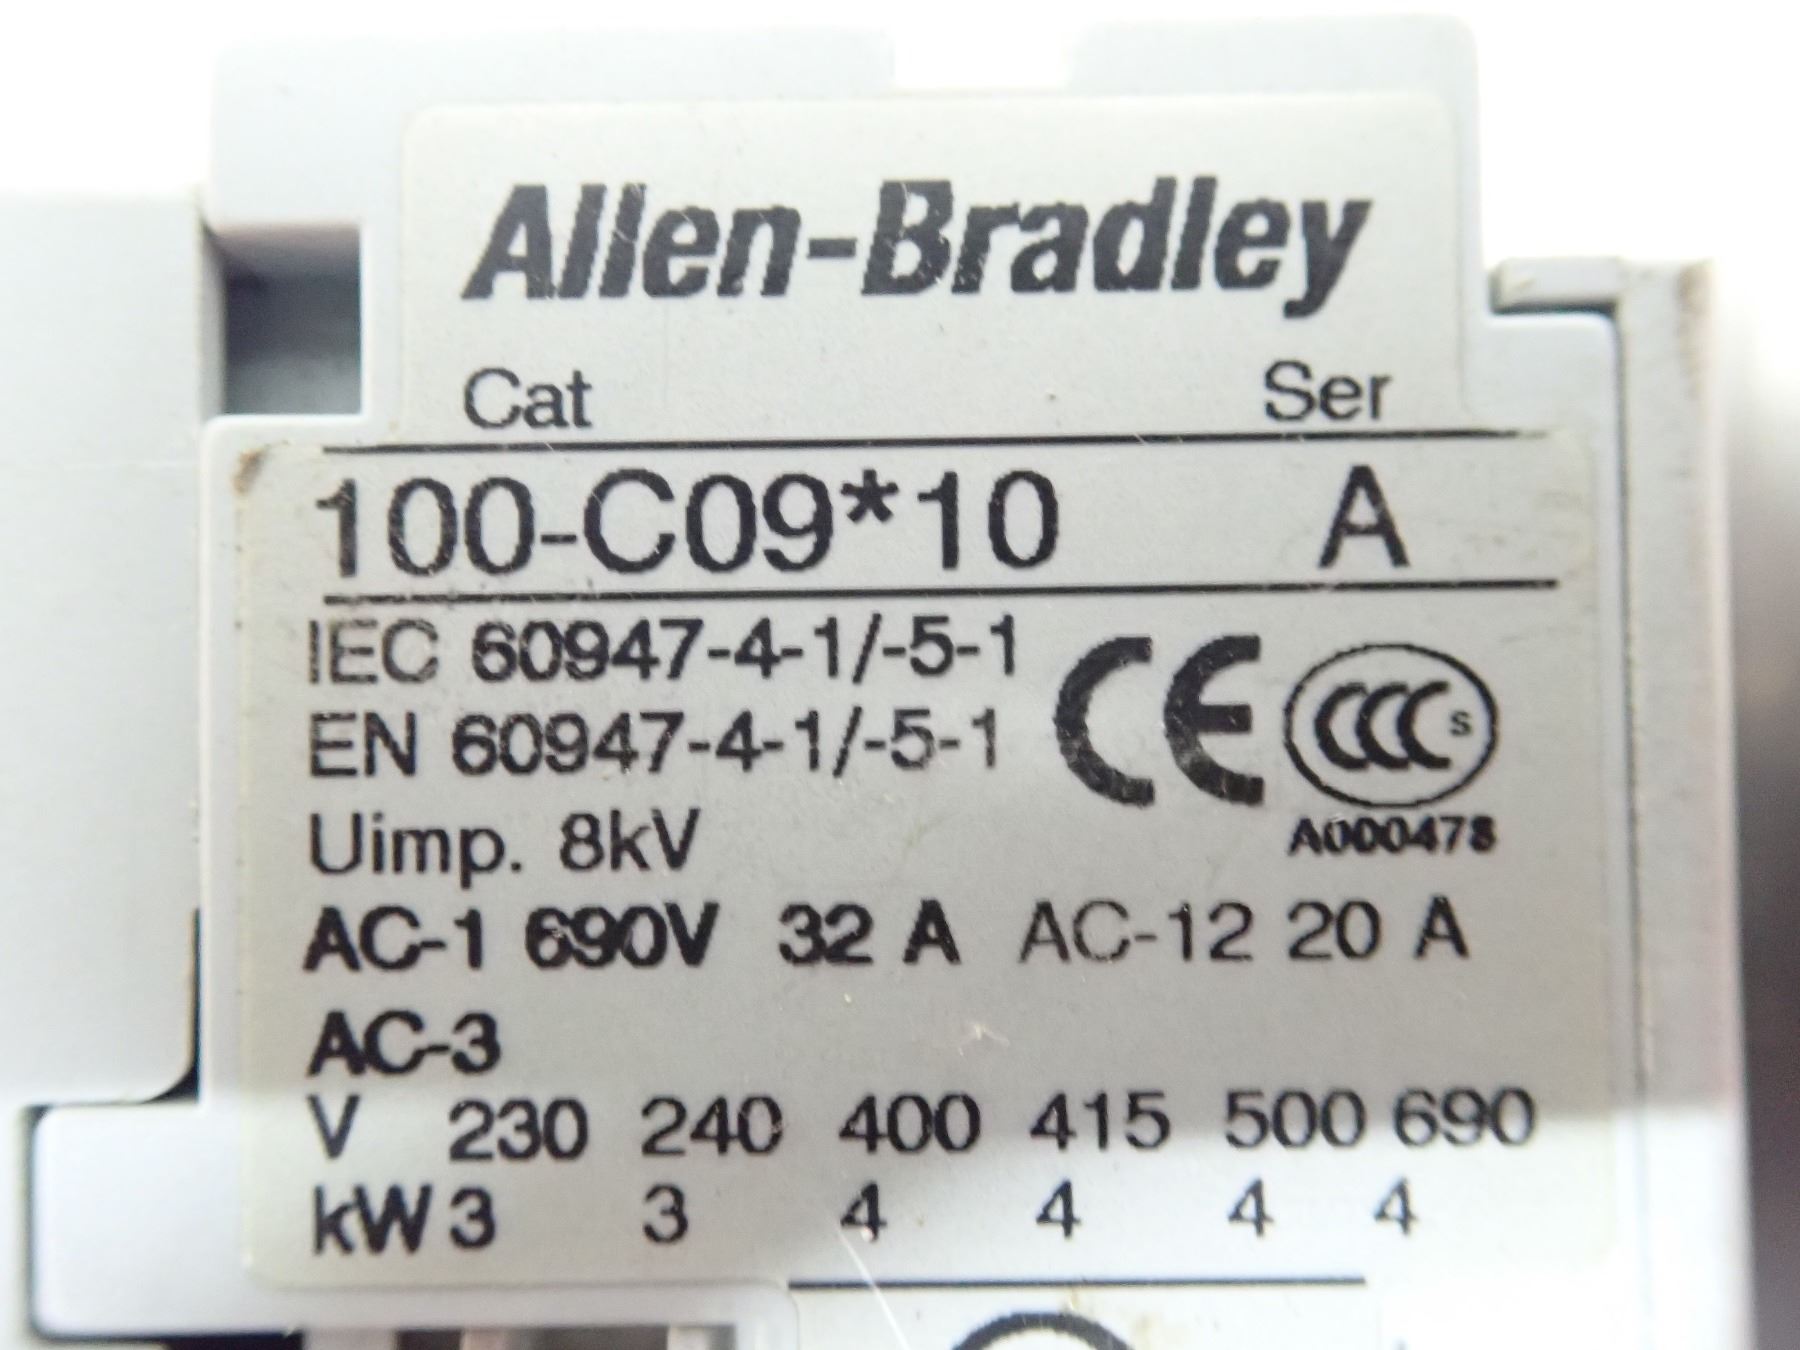 Allen-Bradley
Cat Ser
100-C09*10 A
IEC 60947-4-1/-5-1
EN 60947-4-1/-5-1
CE
CCC S
A000478
Uimp. 8kV
AC-1 690V 32 A AC-12 20 A
AC-3
V 230 240 400 415 500 690
kW 3 3 4 4 4 4